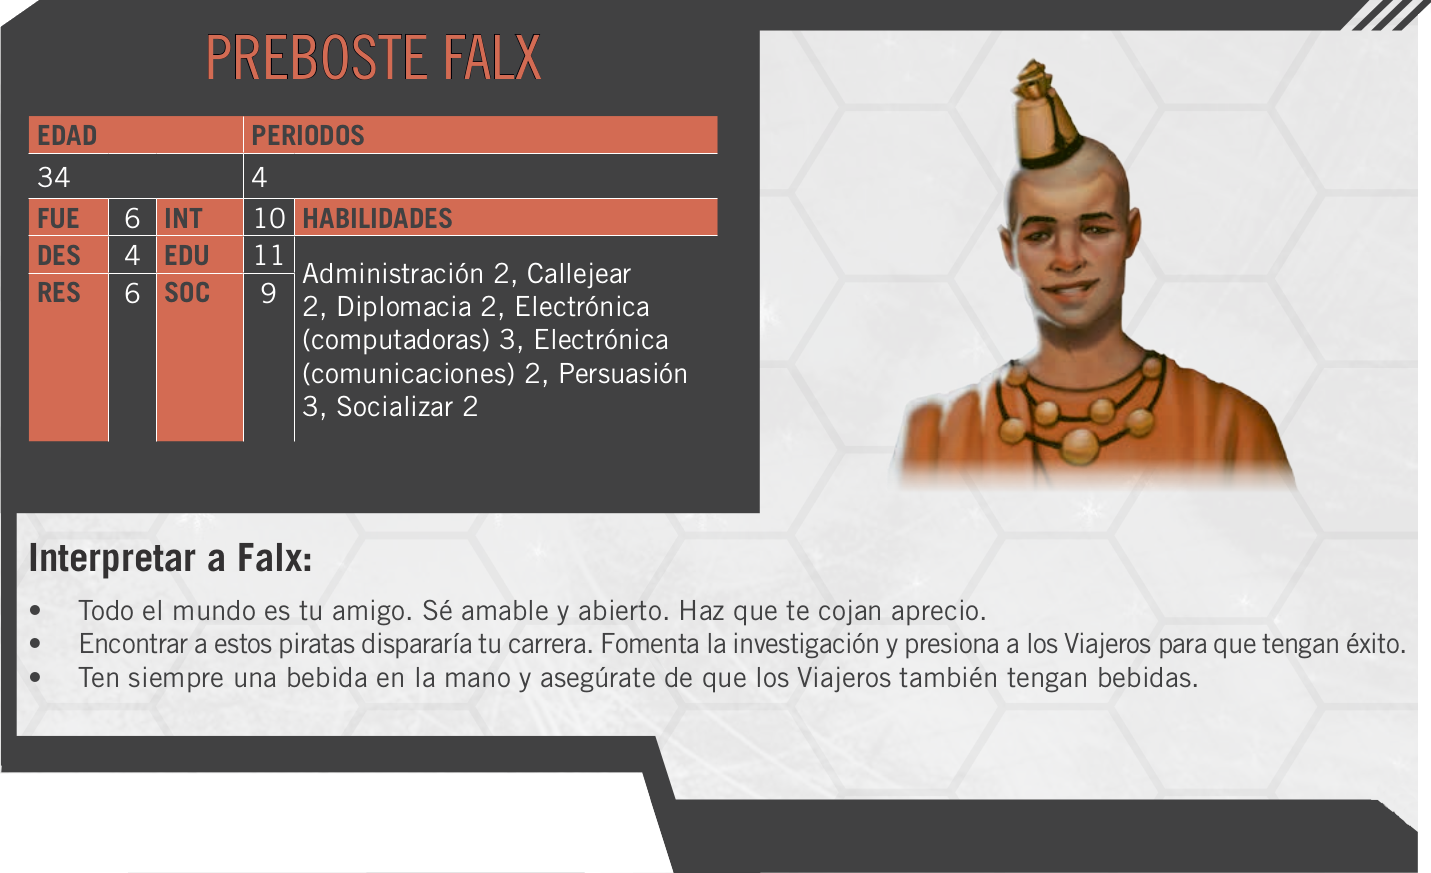 PREBOSTE FALX
EDAD PERIODOS
34 4
FUE 6 INT 10 HABILIDADES
DES 4 EDU 11
RES 6 SOC 9
Administración 2, Callejear
2, Diplomacia 2, Electrónica
(computadoras) 3, Electrónica
(comunicaciones) 2, Persuasión
3, Socializar 2
Interpretar a Falx:
• Todo el mundo es tu amigo. Sé amable y abierto. Haz que te cojan aprecio.
• Encontrar a estos piratas dispararía tu carrera. Fomenta la investigación y presiona a los Viajeros para que tengan éxito.
• Ten siempre una bebida en la mano y asegúrate de que los Viajeros también tengan bebidas.